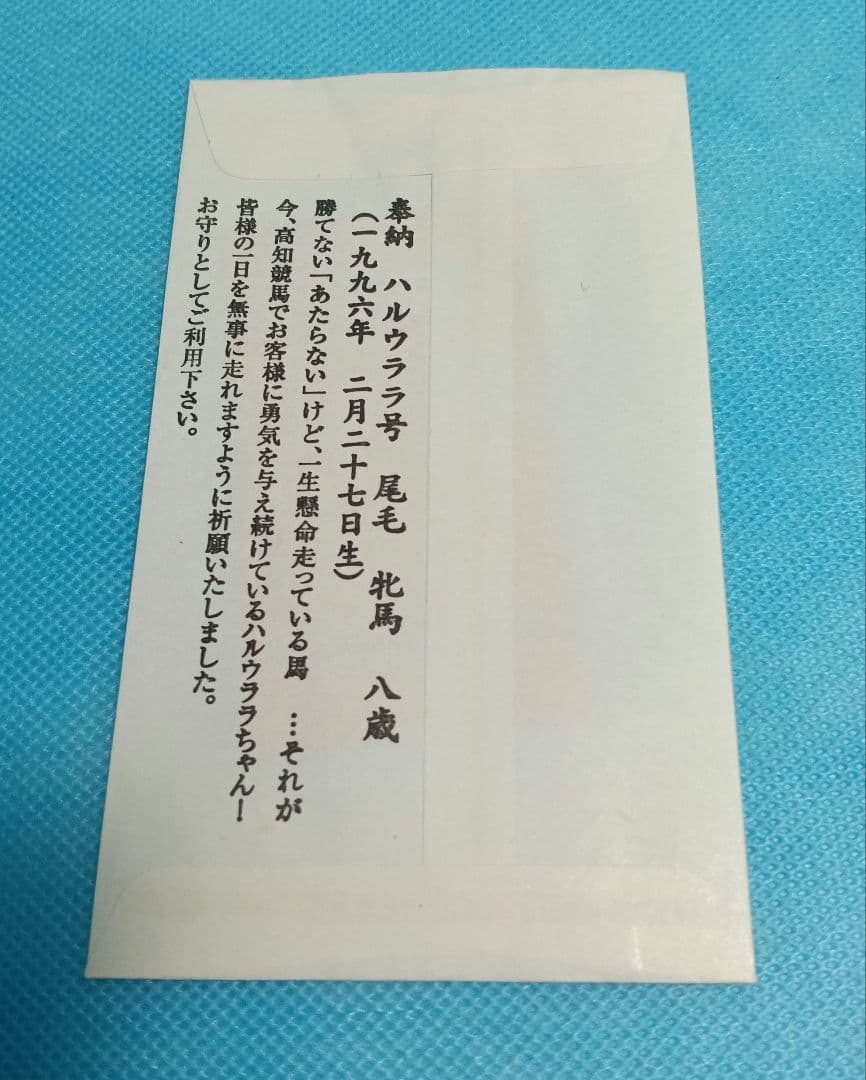 奉納　ハルウララ号　尾毛　牝馬　八歳
（一九九六年　二月二十七日生）
勝てない「あたらない」けど、一生懸命走っている馬　…それが
今、高知競馬でお客様に勇気を与え続けているハルウララちゃん！
皆様の一日を無事に走れますように祈願いたしました。
お守りとしてご利用下さい。